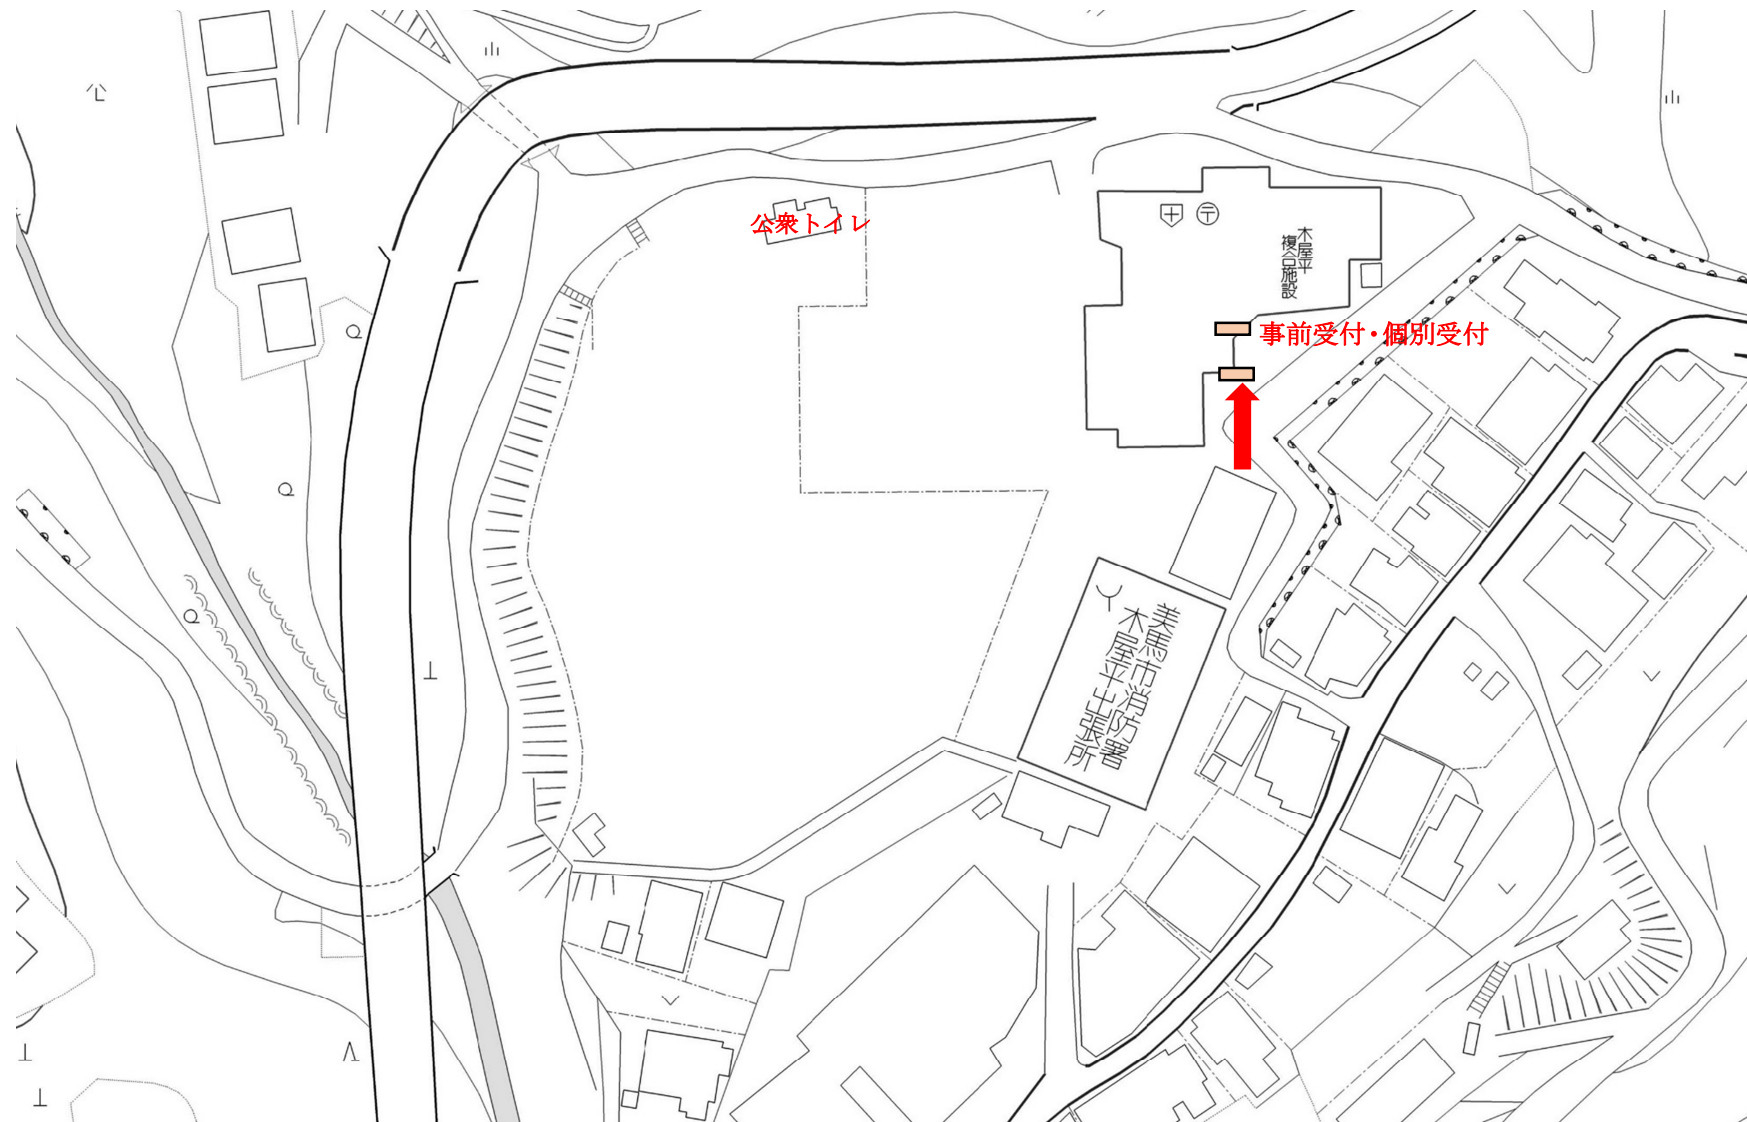 公衆トイレ
木屋平
複合施設
事前受付・個別受付
美馬市消防署
木屋平出張所